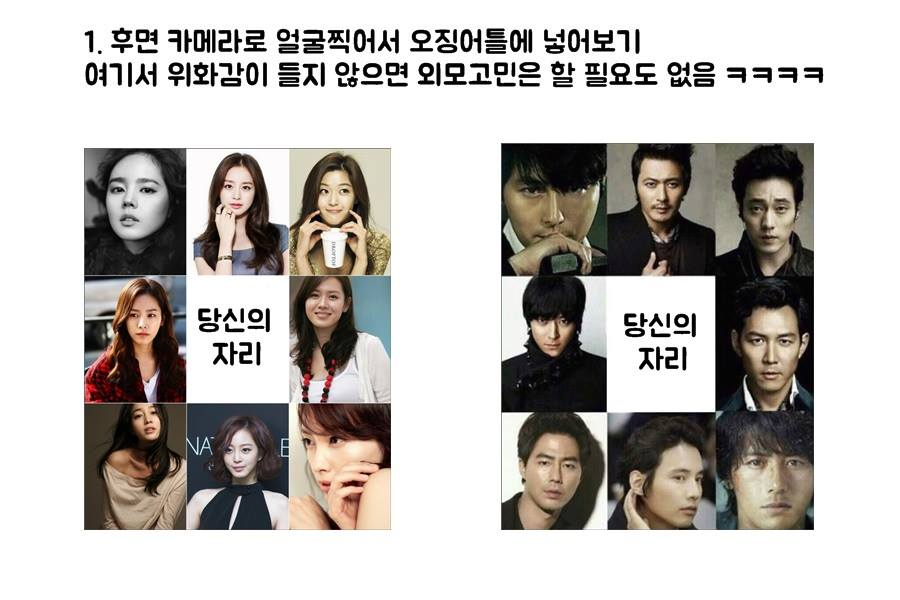 1. 후면 카메라로 얼굴찍어서 오징어틀에 넣어보기
여기서 위화감이 들지 않으면 외모고민은 할 필요도 없음 ㅋㅋㅋㅋ
당신의
자리
당신의
자리